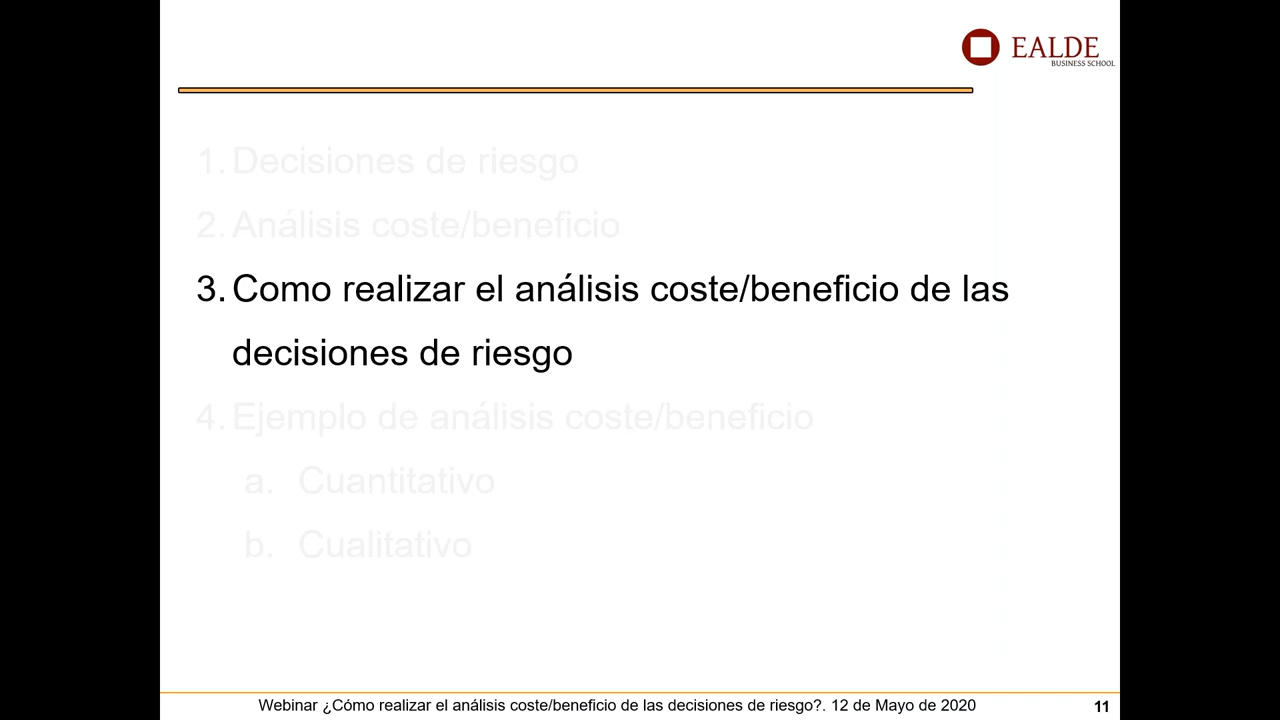 EALDE
BUSINESS SCHOOL
1. Decisiones de riesgo
2. Análisis coste/beneficio
3. Como realizar el análisis coste/beneficio de las
decisiones de riesgo
4. Ejemplo de análisis coste/beneficio
a. Cuantitativo
b. Cualitativo
Webinar ¿Cómo realizar el análisis coste/beneficio de las decisiones de riesgo?. 12 de Mayo de 2020
11